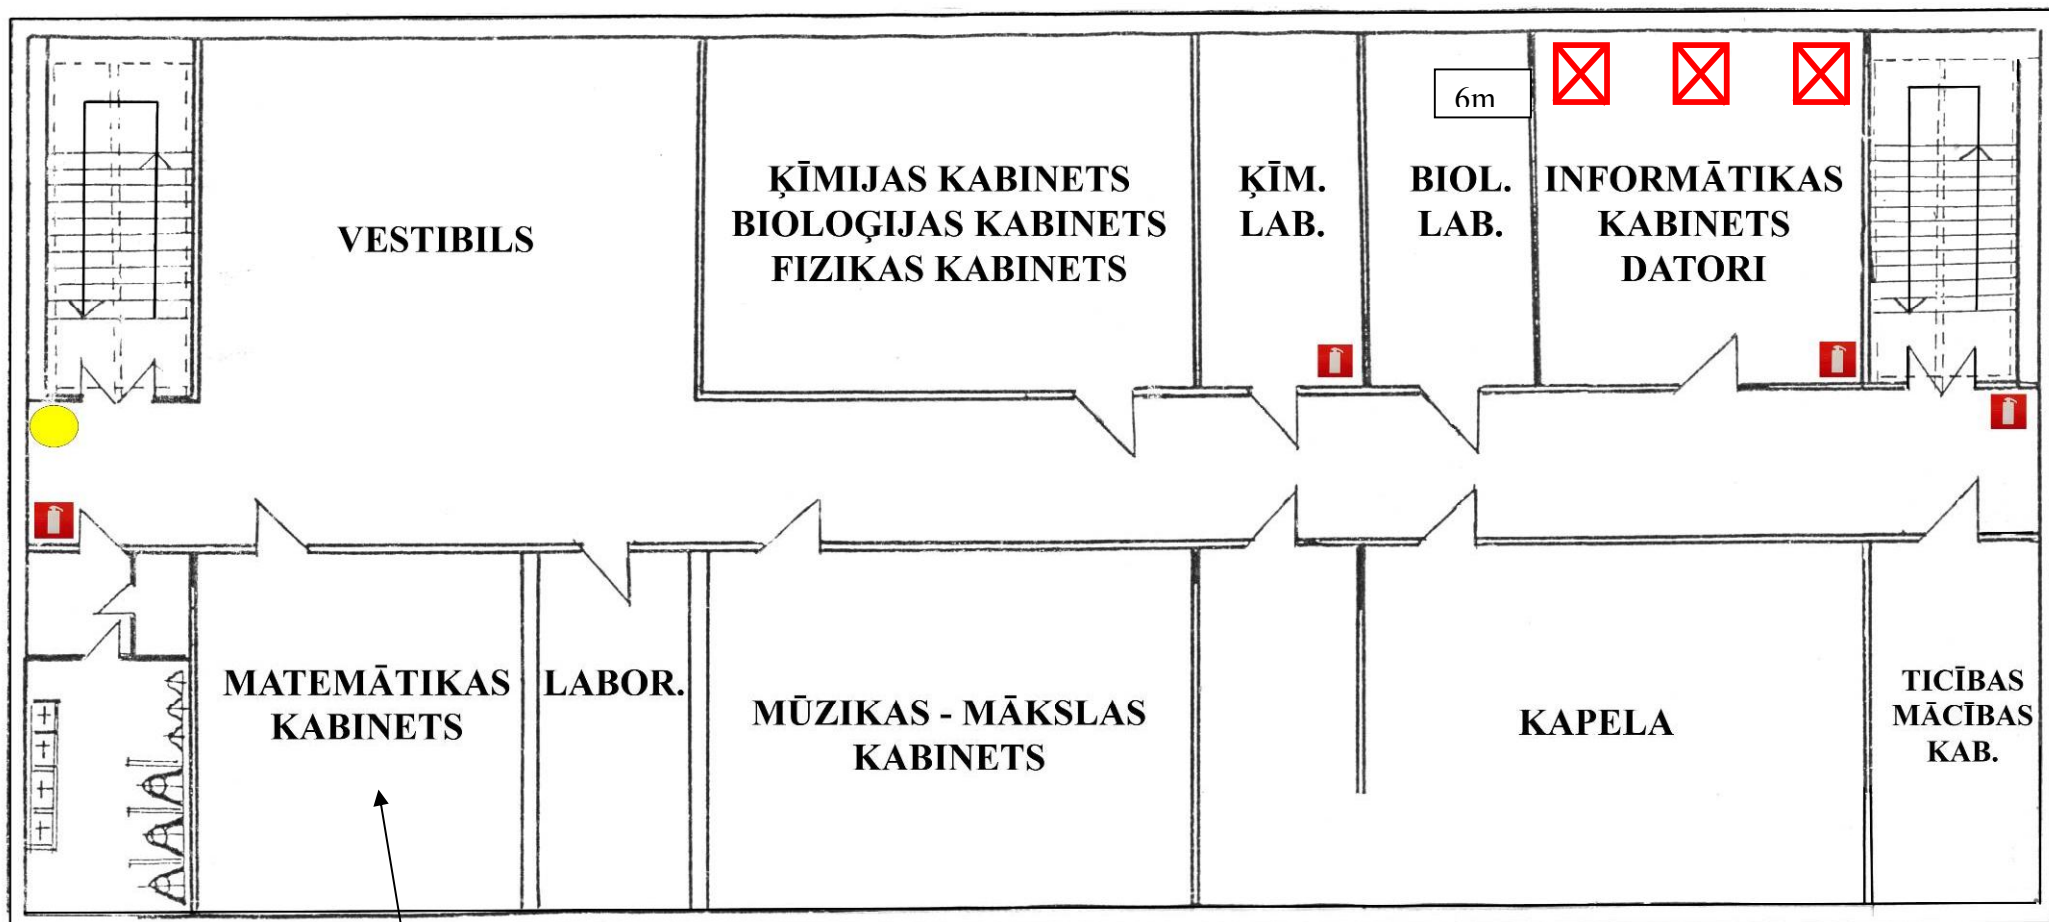 6m
VESTIBILS
ĶĪMIJAS KABINETS
BIOLOĢIJAS KABINETS
FIZIKAS KABINETS
ĶĪM.
LAB.
BIOL.
LAB.
INFORMĀTIKAS
KABINETS
DATORI
MATEMĀTIKAS
KABINETS
LABOR.
MŪZIKAS - MĀKSLAS
KABINETS
KAPELA
TICĪBAS
MĀCĪBAS
KAB.